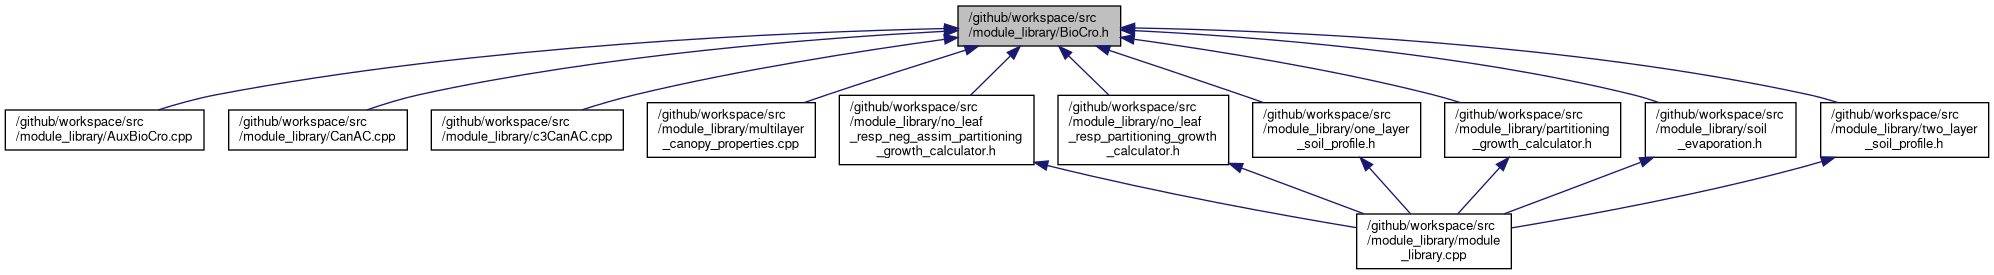 /github/workspace/src
/module_library/BioCro.h
/github/workspace/src
/module_library/AuxBioCro.cpp
/github/workspace/src
/module_library/CanAC.cpp
/github/workspace/src
/module_library/c3CanAC.cpp
/github/workspace/src
/module_library/multilayer
_canopy_properties.cpp
/github/workspace/src
/module_library/no_leaf
_resp_neg_assim_partitioning
_growth_calculator.h
/github/workspace/src
/module_library/no_leaf
_resp_partitioning_growth
_calculator.h
/github/workspace/src
/module_library/one_layer
_soil_profile.h
/github/workspace/src
/module_library/partitioning
_growth_calculator.h
/github/workspace/src
/module_library/soil
_evaporation.h
/github/workspace/src
/module_library/two_layer
_soil_profile.h
/github/workspace/src
/module_library/module
_library.cpp